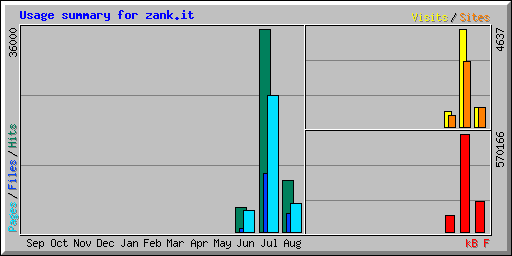 Usage summary for zank.it
Visits/Sites
36000
4637
Pages/Files/Hits
570166
Sep Oct Nov Dec Jan Feb Mar Apr May Jun Jul Aug
kB F